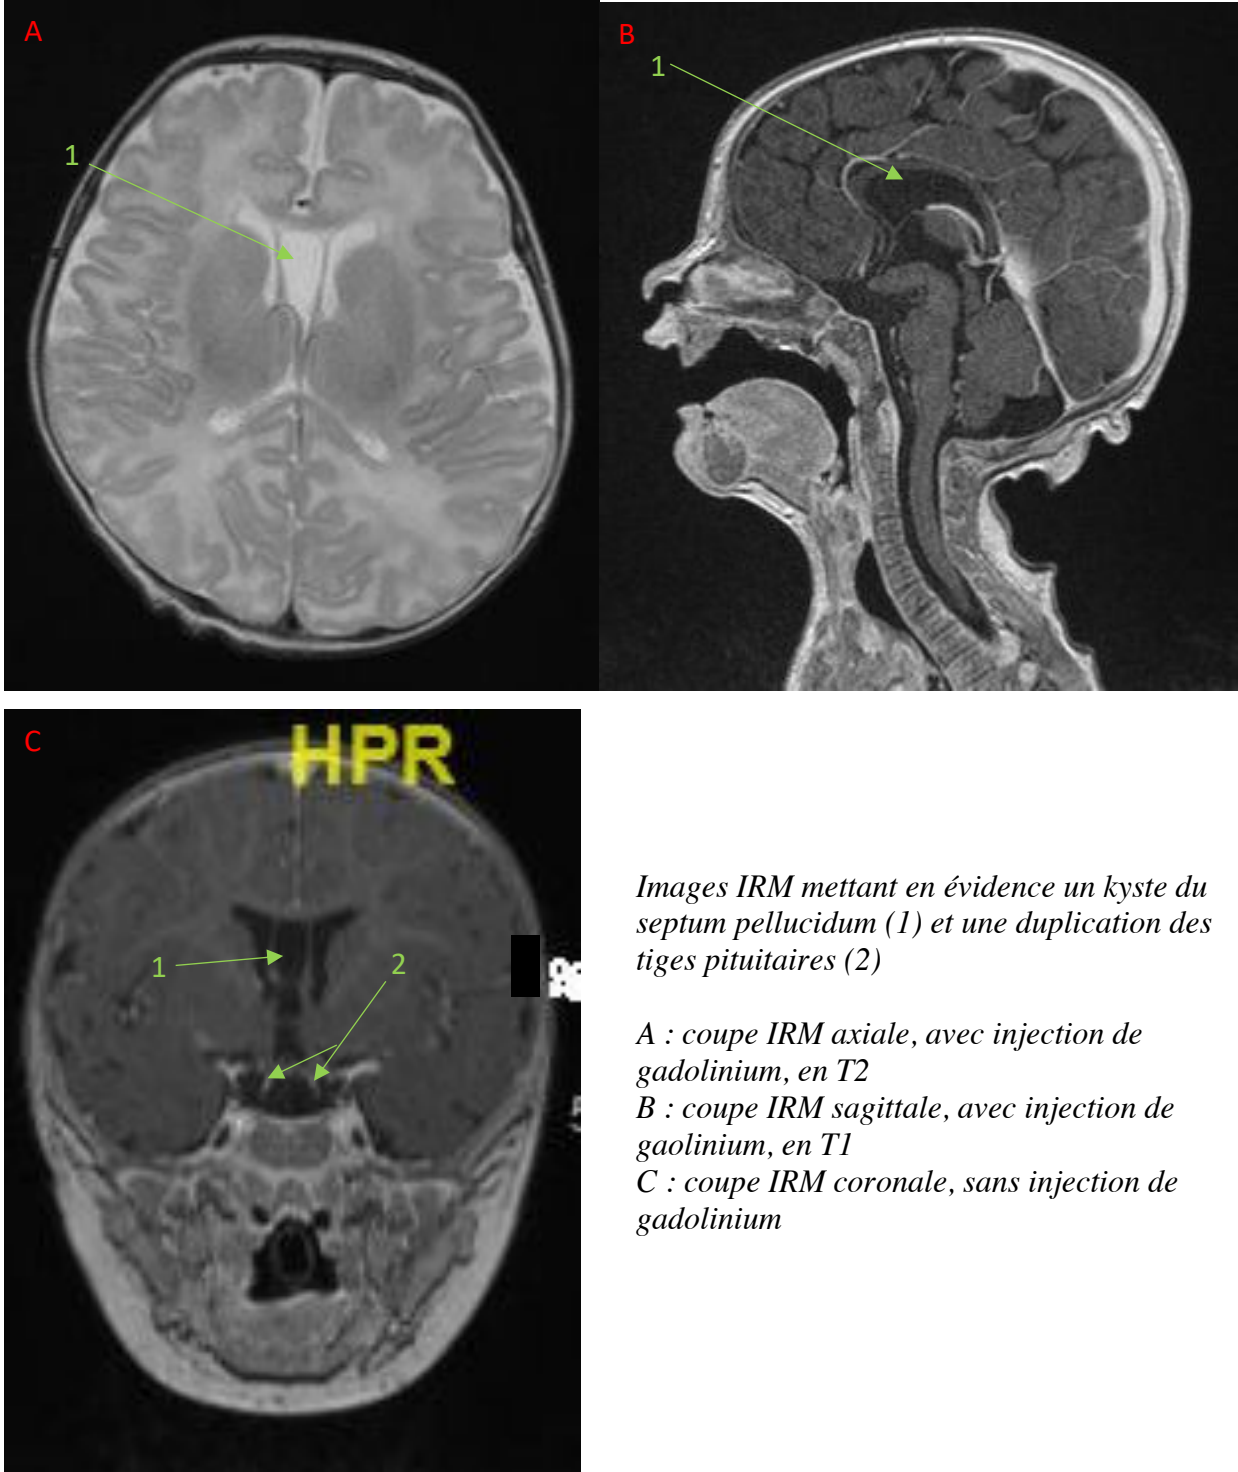 A
1
B
1
C
HPR
1
2
Images IRM mettant en évidence un kyste du
septum pellucidum (1) et une duplication des
tiges pituitaires (2)
A : coupe IRM axiale, avec injection de
gadolinium, en T2
B : coupe IRM sagittale, avec injection de
gaolinium, en T1
C : coupe IRM coronale, sans injection de
gadolinium